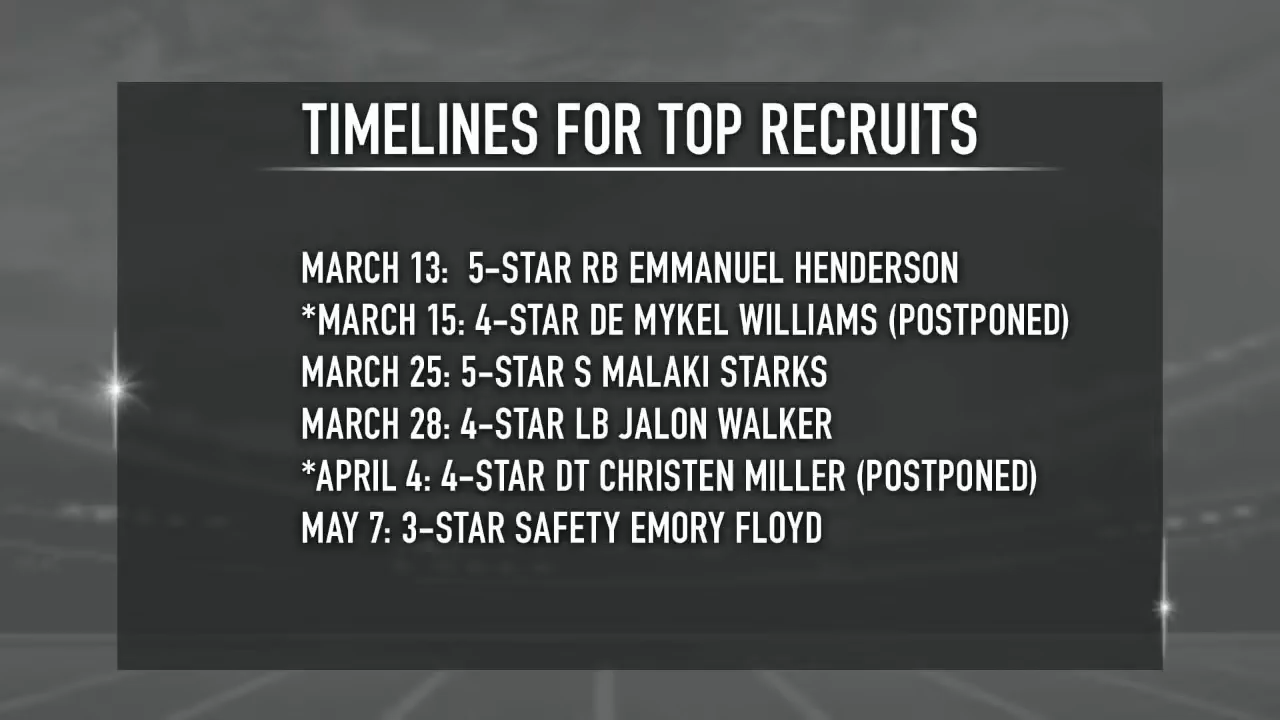 TIMELINES FOR TOP RECRUITS
MARCH 13: 5-STAR RB EMMANUEL HENDERSON
*MARCH 15: 4-STAR DE MYKEL WILLIAMS (POSTPONED)
MARCH 25: 5-STAR S MALAKI STARKS
MARCH 28: 4-STAR LB JALON WALKER
*APRIL 4: 4-STAR DT CHRISTEN MILLER (POSTPONED)
MAY 7: 3-STAR SAFETY EMORY FLOYD